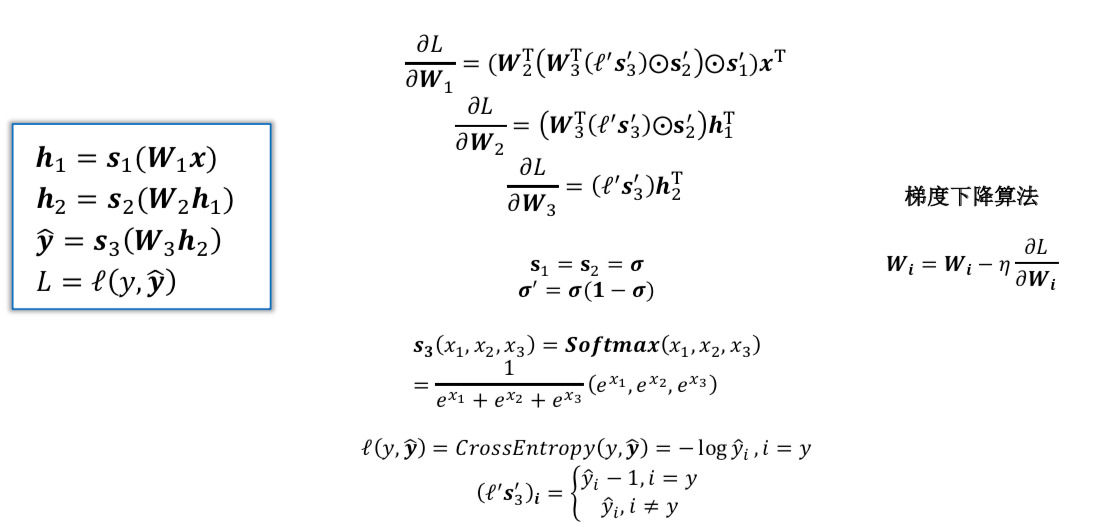 h₁ = s₁(W₁x)
h₂ = s₂(W₂h₁)
ŷ = s₃(W₃h₂)
L = ℓ(y, ŷ)
∂L/∂W₁ = (W₂ᵀ(W₃ᵀ(ℓ′s₃′)⊙s₂′)⊙s₁′)xᵀ
∂L/∂W₂ = (W₃ᵀ(ℓ′s₃′)⊙s₂′)h₁ᵀ
∂L/∂W₃ = (ℓ′s₃′)h₂ᵀ
s₁ = s₂ = σ
σ′ = σ(1 − σ)
s₃(x₁, x₂, x₃) = Softmax(x₁, x₂, x₃)
= 1/(e^{x₁} + e^{x₂} + e^{x₃}) (e^{x₁}, e^{x₂}, e^{x₃})
ℓ(y, ŷ) = CrossEntropy(y, ŷ) = − log ŷᵢ, i = y
(ℓ′s₃′)ᵢ = { ŷᵢ − 1, i = y
ŷᵢ, i ≠ y
梯度下降算法
Wᵢ = Wᵢ − η ∂L/∂Wᵢ